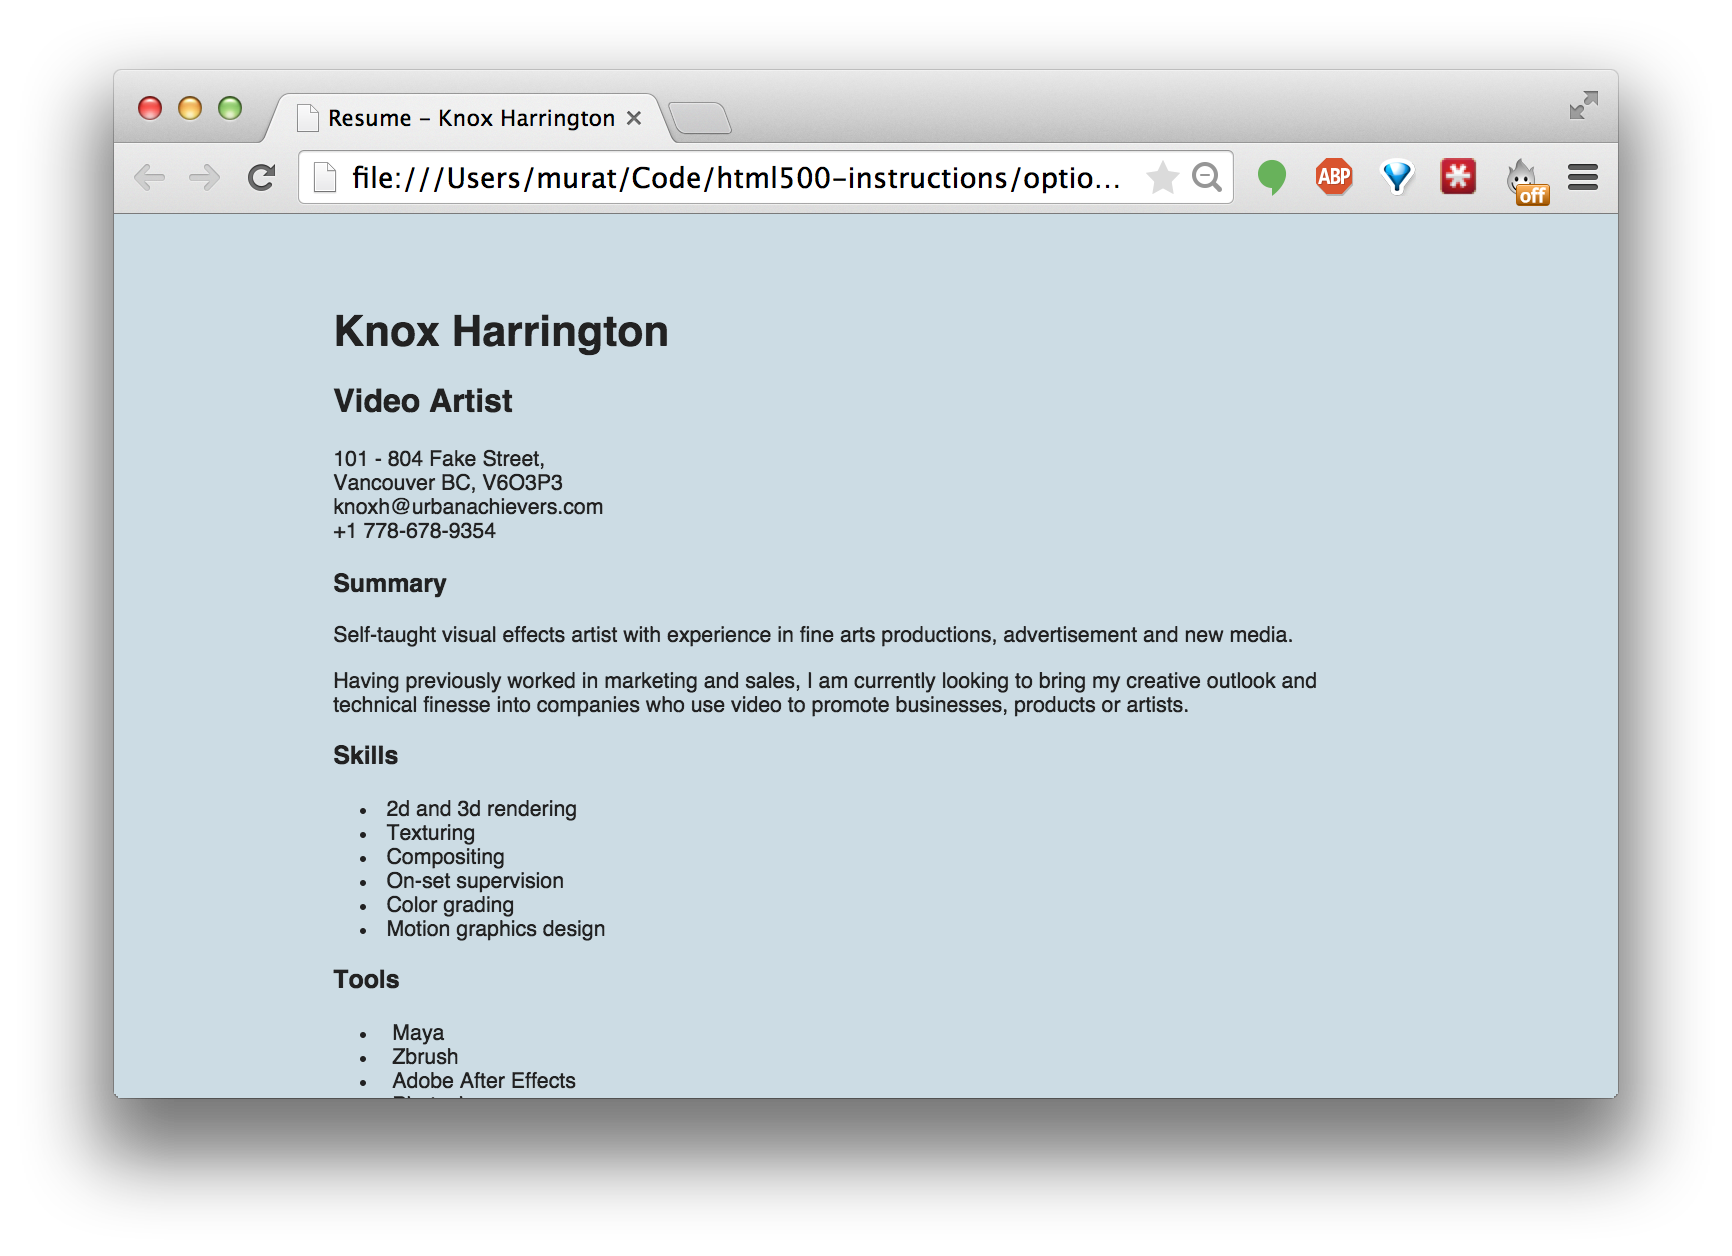 Resume – Knox Harrington
file:///Users/murat/Code/html500-instructions/optio...
ABP
off
Knox Harrington
Video Artist
101 - 804 Fake Street,
Vancouver BC, V6O3P3
knoxh@urbanachievers.com
+1 778-678-9354
Summary
Self-taught visual effects artist with experience in fine arts productions, advertisement and new media.
Having previously worked in marketing and sales, I am currently looking to bring my creative outlook and
technical finesse into companies who use video to promote businesses, products or artists.
Skills
• 2d and 3d rendering
• Texturing
• Compositing
• On-set supervision
• Color grading
• Motion graphics design
Tools
• Maya
• Zbrush
• Adobe After Effects